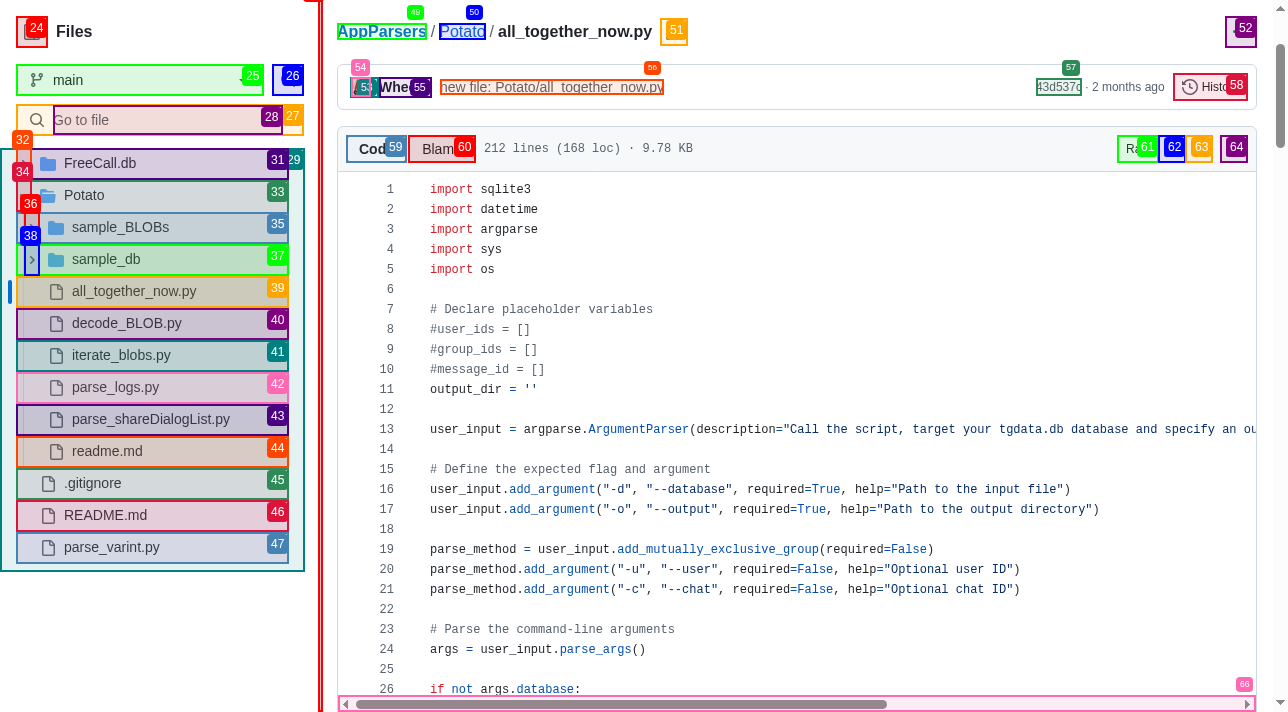 24
Files
main
25
26
Go to file
28
27
32
FreeCall.db
31
29
34
Potato
33
36
sample_BLOBs
35
38
sample_db
37
all_together_now.py
39
decode_BLOB.py
40
iterate_blobs.py
41
parse_logs.py
42
parse_shareDialogList.py
43
readme.md
44
.gitignore
45
README.md
46
parse_varint.py
47
49
50
AppParsers / Potato / all_together_now.py
51
52
54
53
Whe
55
56
new file: Potato/all_together_now.py
57
43d537c · 2 months ago
Histo
58
Cod
59
Blam
60
212 lines (168 loc) · 9.78 KB
Ra
61
62
63
64
1 import sqlite3
2 import datetime
3 import argparse
4 import sys
5 import os
6
7 # Declare placeholder variables
8 #user_ids = []
9 #group_ids = []
10 #message_id = []
11 output_dir = ''
12
13 user_input = argparse.ArgumentParser(description="Call the script, target your tgdata.db database and specify an ou
14
15 # Define the expected flag and argument
16 user_input.add_argument("-d", "--database", required=True, help="Path to the input file")
17 user_input.add_argument("-o", "--output", required=True, help="Path to the output directory")
18
19 parse_method = user_input.add_mutually_exclusive_group(required=False)
20 parse_method.add_argument("-u", "--user", required=False, help="Optional user ID")
21 parse_method.add_argument("-c", "--chat", required=False, help="Optional chat ID")
22
23 # Parse the command-line arguments
24 args = user_input.parse_args()
25
26 if not args.database:
66